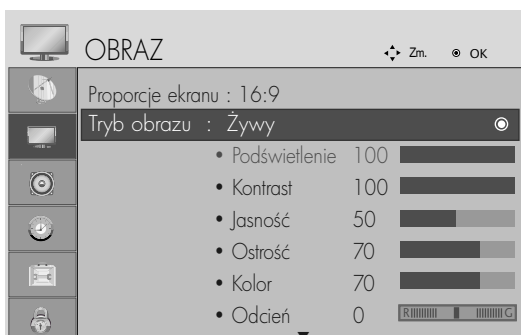 OBRAZ Zm. OK
Proporcje ekranu : 16:9
Tryb obrazu : Żywy
• Podświetlenie 100
• Kontrast 100
• Jasność 50
• Ostrość 70
• Kolor 70
• Odcień 0 R G